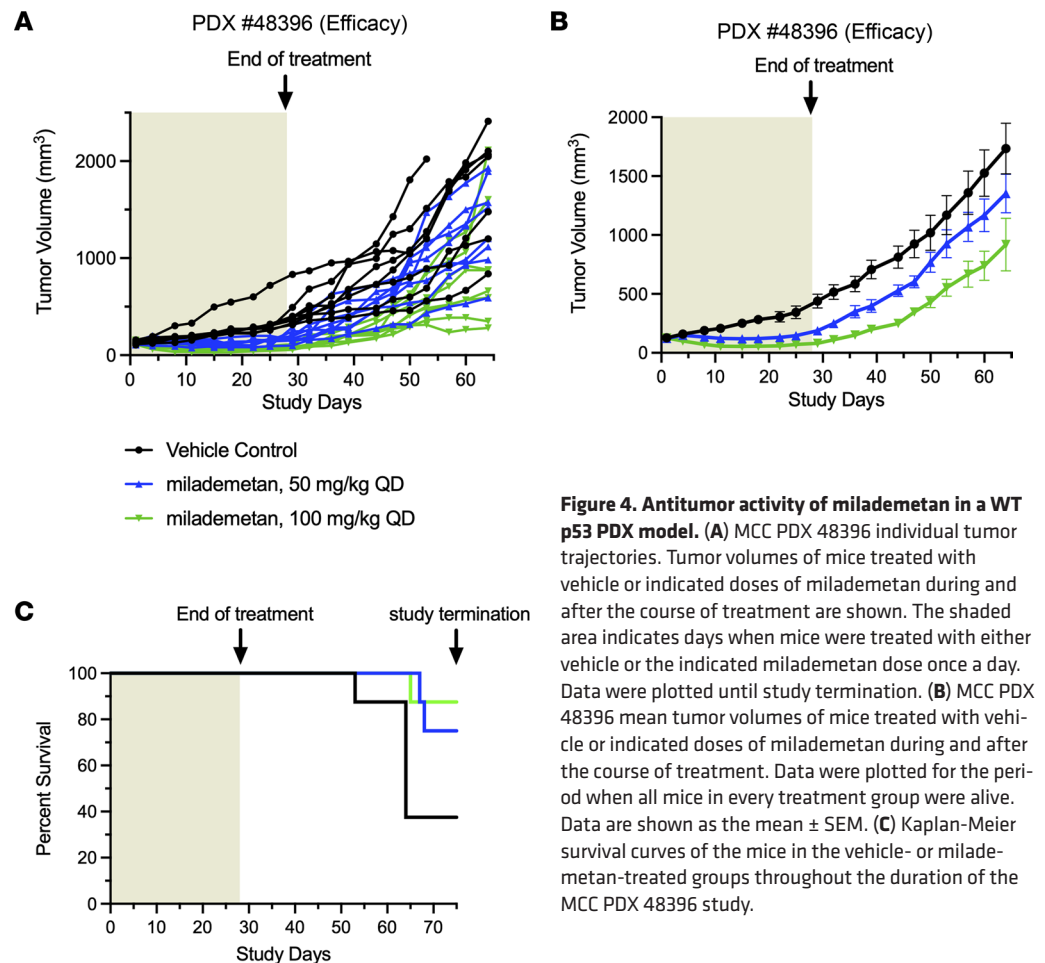 A
PDX #48396 (Efficacy)
End of treatment
Tumor Volume (mm3)
2000
1000
0
0 10 20 30 40 50 60
Study Days
Vehicle Control
milademetan, 50 mg/kg QD
milademetan, 100 mg/kg QD
B
PDX #48396 (Efficacy)
End of treatment
Tumor Volume (mm3)
2000
1500
1000
500
0
0 10 20 30 40 50 60
Study Days
C
End of treatment
study termination
Percent Survival
100
80
60
40
20
0
0 10 20 30 40 50 60 70
Study Days
Figure 4. Antitumor activity of milademetan in a WT
p53 PDX model. (A) MCC PDX 48396 individual tumor
trajectories. Tumor volumes of mice treated with
vehicle or indicated doses of milademetan during and
after the course of treatment are shown. The shaded
area indicates days when mice were treated with either
vehicle or the indicated milademetan dose once a day.
Data were plotted until study termination. (B) MCC PDX
48396 mean tumor volumes of mice treated with vehi-
cle or indicated doses of milademetan during and after
the course of treatment. Data were plotted for the peri-
od when all mice in every treatment group were alive.
Data are shown as the mean ± SEM. (C) Kaplan-Meier
survival curves of the mice in the vehicle- or milade-
metan-treated groups throughout the duration of the
MCC PDX 48396 study.